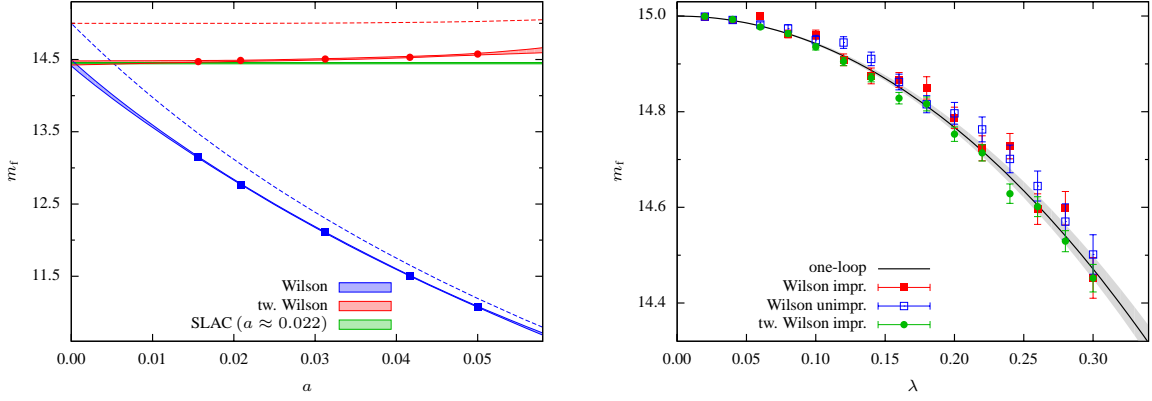 14.5
13.5
12.5
11.5
m_f
0.00
0.01
0.02
0.03
0.04
0.05
a
Wilson
tw. Wilson
SLAC (a ≈ 0.022)
15.0
14.8
14.6
14.4
m_f
0.00
0.05
0.10
0.15
0.20
0.25
0.30
λ
one-loop
Wilson impr.
Wilson unimpr.
tw. Wilson impr.